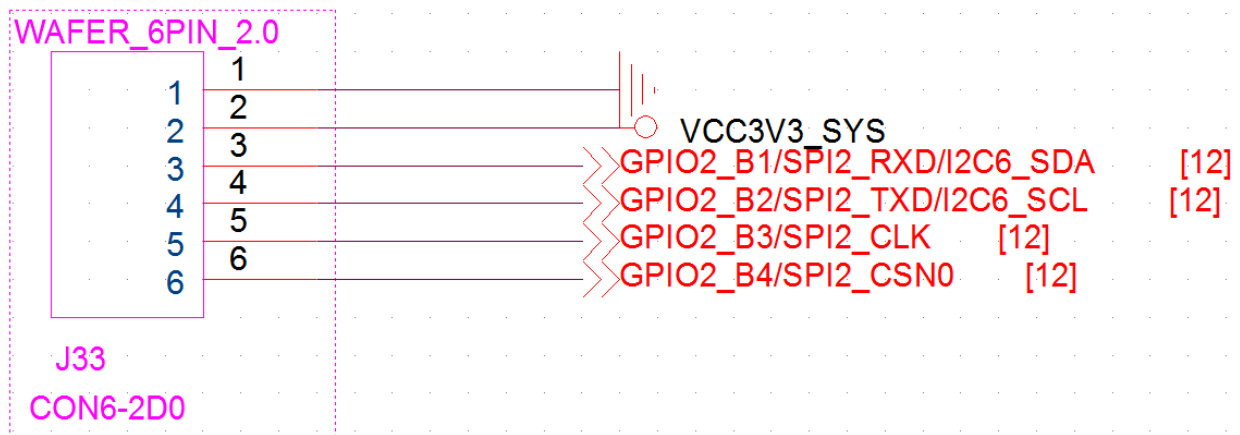 WAFER_6PIN_2.0
1 1
2 2 VCC3V3_SYS
3 3 GPIO2_B1/SPI2_RXD/I2C6_SDA [12]
4 4 GPIO2_B2/SPI2_TXD/I2C6_SCL [12]
5 5 GPIO2_B3/SPI2_CLK [12]
6 6 GPIO2_B4/SPI2_CSN0 [12]
J33
CON6-2D0